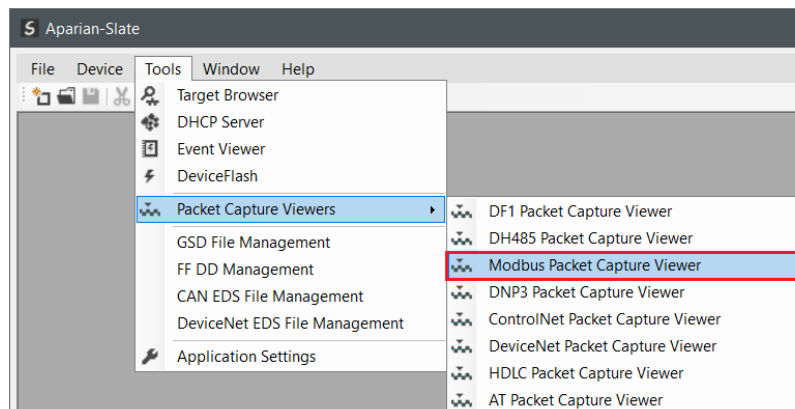 Aparian-Slate
File Device Tools Window Help
Target Browser
DHCP Server
Event Viewer
DeviceFlash
Packet Capture Viewers
GSD File Management
FF DD Management
CAN EDS File Management
DeviceNet EDS File Management
Application Settings
DF1 Packet Capture Viewer
DH485 Packet Capture Viewer
Modbus Packet Capture Viewer
DNP3 Packet Capture Viewer
ControlNet Packet Capture Viewer
DeviceNet Packet Capture Viewer
HDLC Packet Capture Viewer
AT Packet Capture Viewer